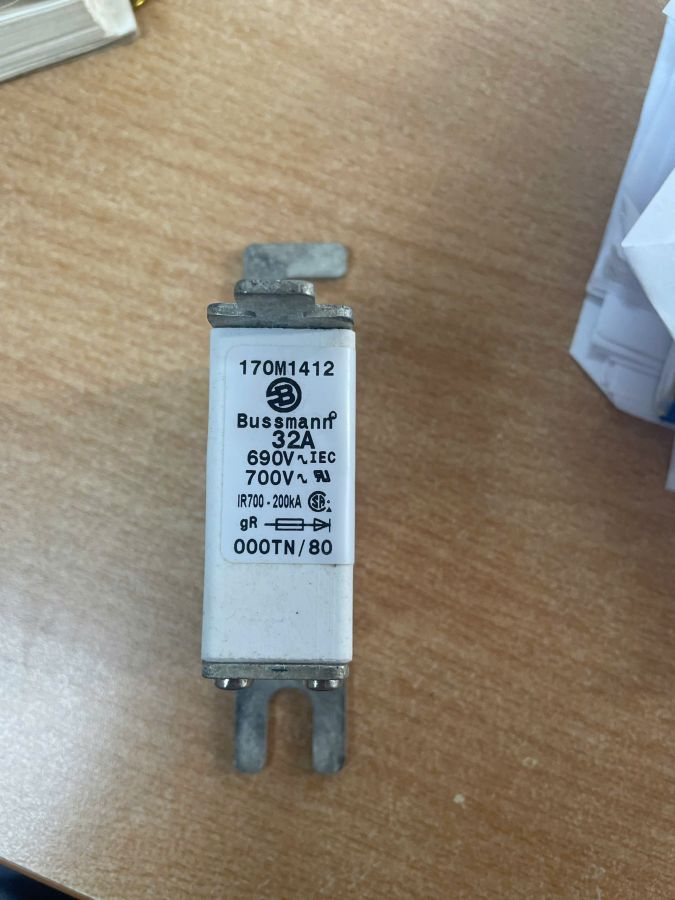 170M1412
B
Bussmann
32A
690V~IEC
700V~
IR700-200kA
gR
000TN/80